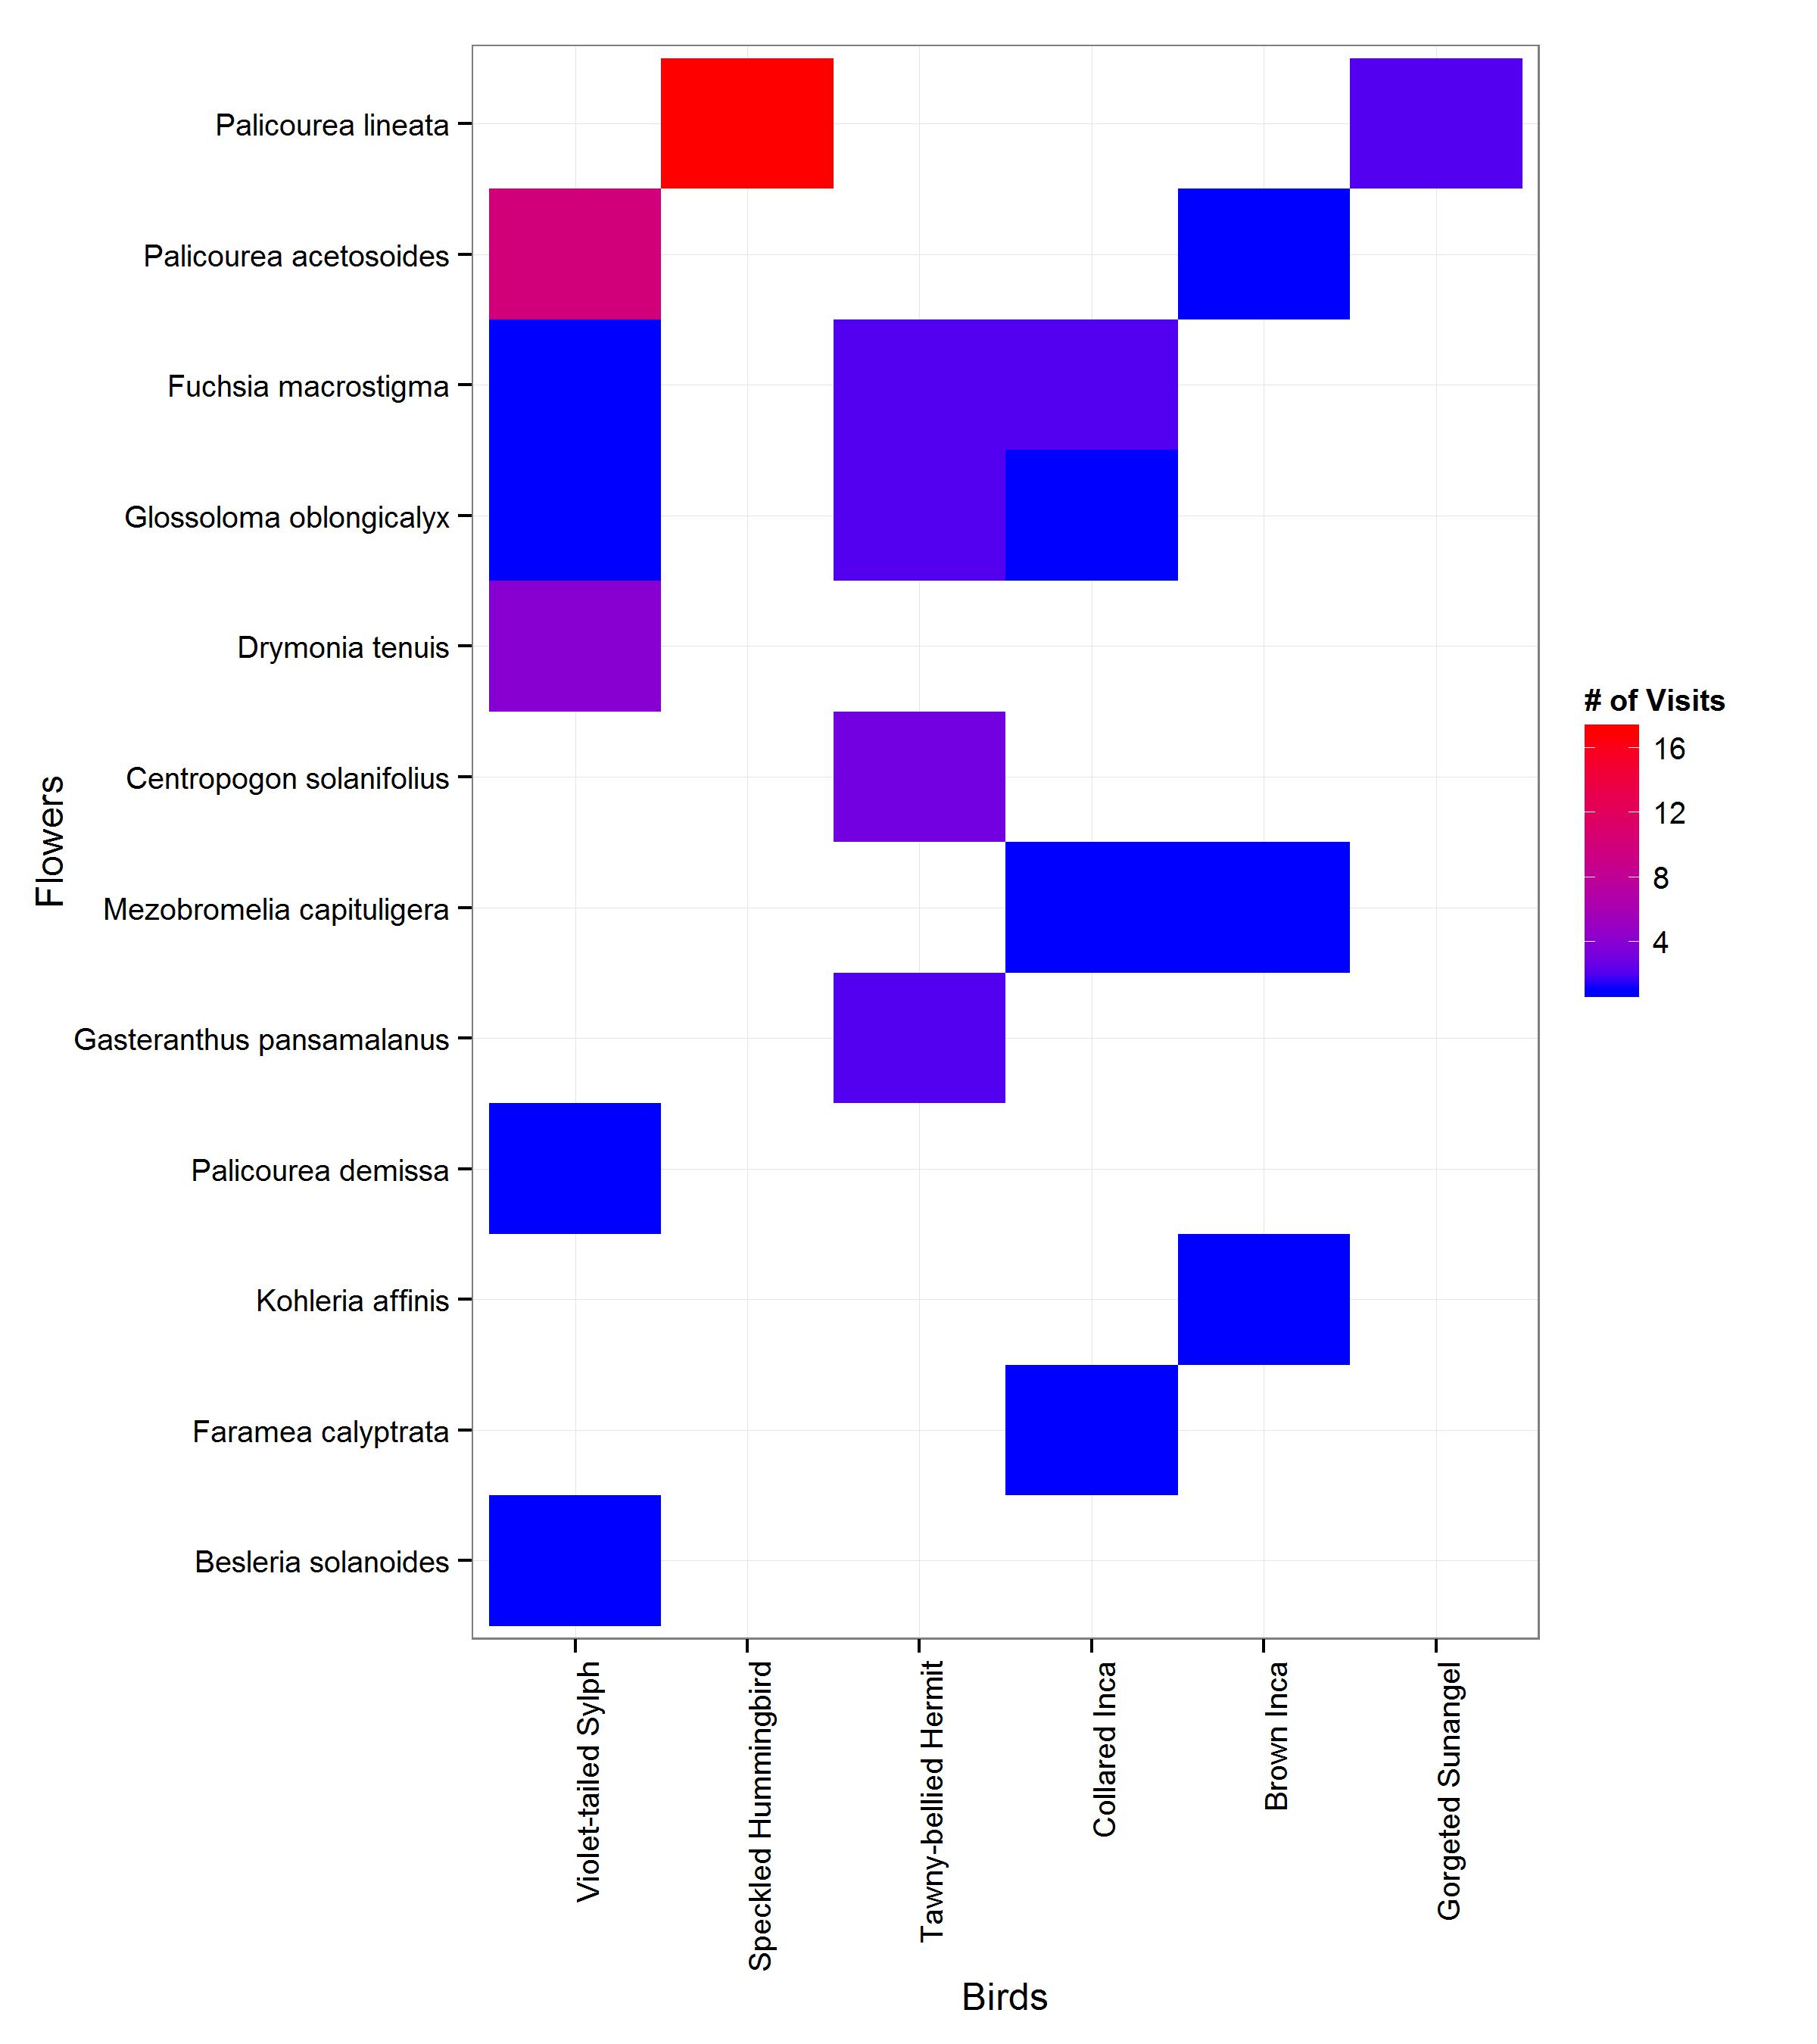 Palicourea lineata
Palicourea acetosoides
Fuchsia macrostigma
Glossoloma oblongicalyx
Drymonia tenuis
Centropogon solanifolius
Mezobromelia capituligera
Gasteranthus pansamalanus
Palicourea demissa
Kohleria affinis
Faramea calyptrata
Besleria solanoides
Flowers
Violet-tailed Sylph
Speckled Hummingbird
Tawny-bellied Hermit
Collared Inca
Brown Inca
Gorgeted Sunangel
Birds
# of Visits
16
12
8
4